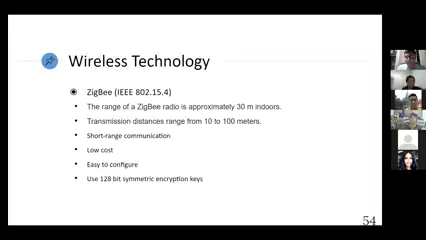 Wireless Technology
ZigBee (IEEE 802.15.4)
The range of a ZigBee radio is approximately 30 m indoors.
Transmission distances range from 10 to 100 meters.
Short-range communication
Low cost
Easy to configure
Use 128 bit symmetric encryption keys
54